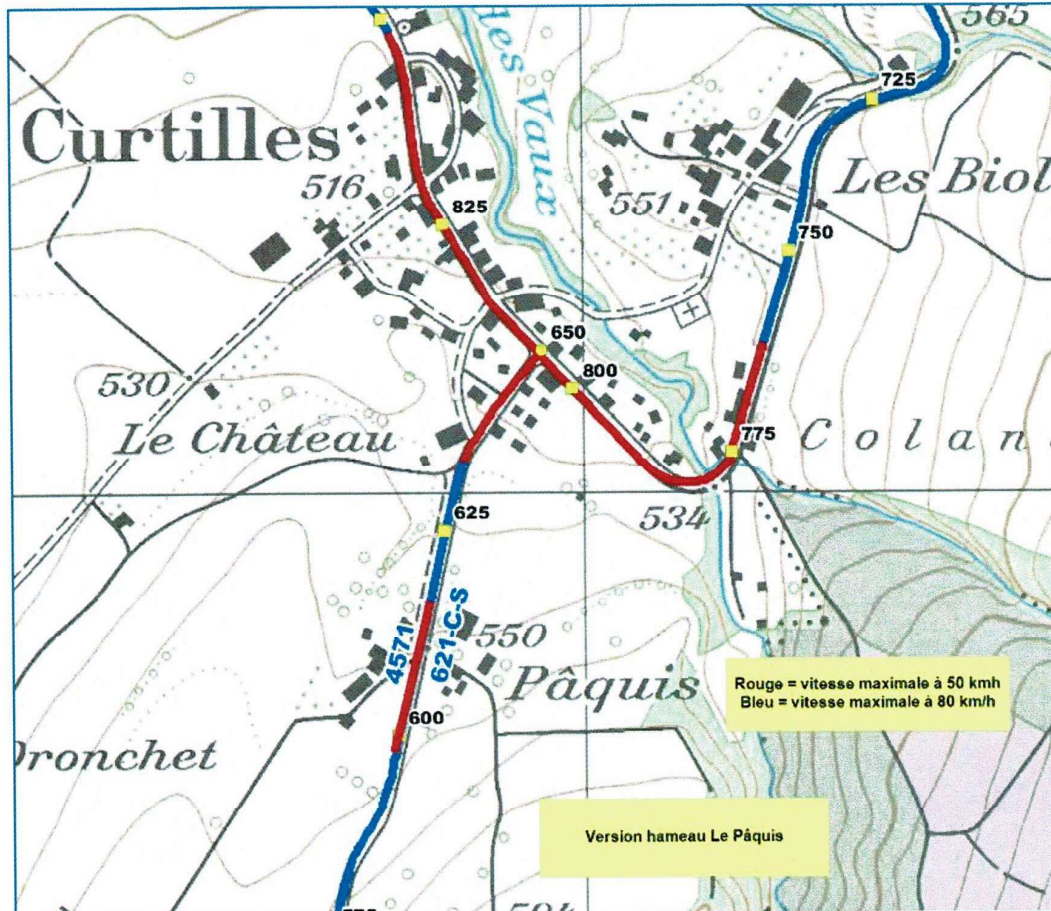 565
des Vaux
725
Curtilles
Les Biol
516
551
825
750
650
800
530
775
Le Château
Colan
625
534
4571
621-C-S
550
Pâquis
Rouge = vitesse maximale à 50 kmh
Bleu = vitesse maximale à 80 km/h
600
Dronchet
Version hameau Le Pâquis